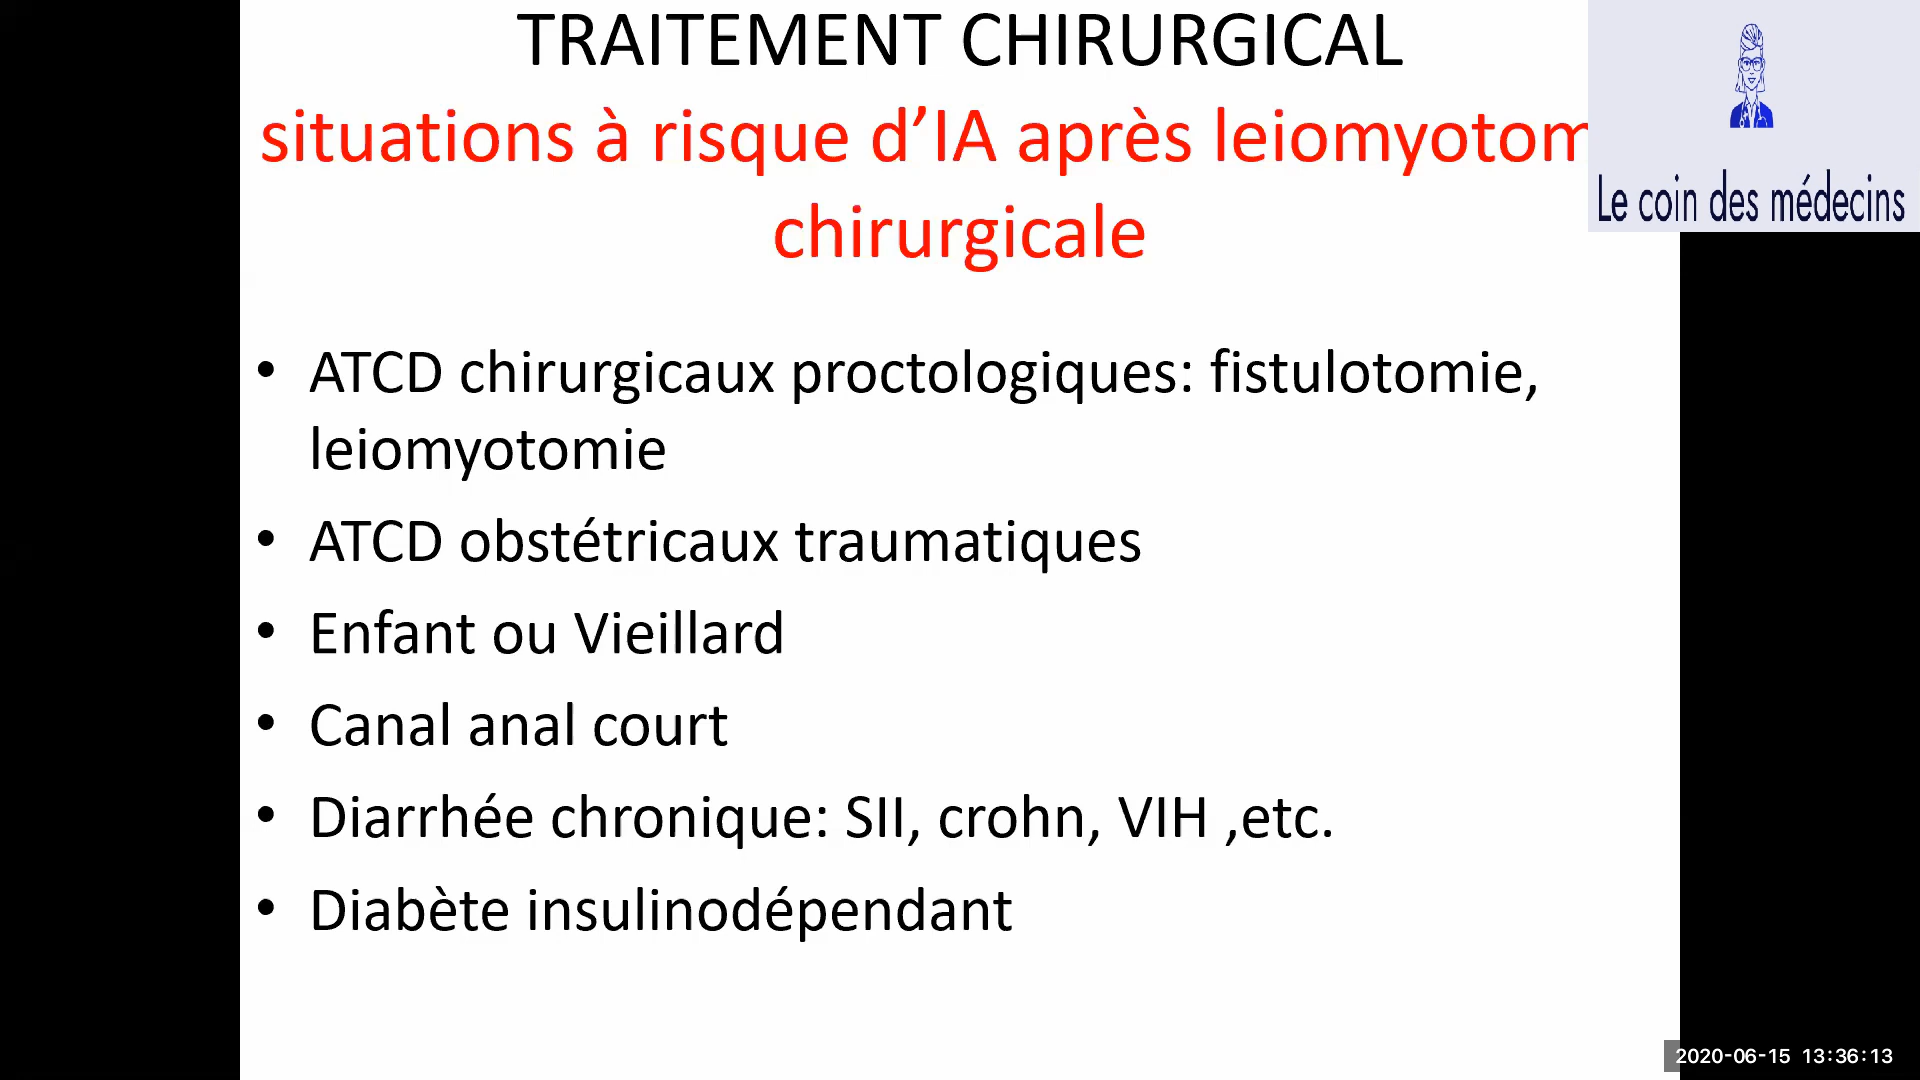 TRAITEMENT CHIRURGICAL
situations à risque d’IA après leiomyotom
chirurgicale
Le coin des médecins
• ATCD chirurgicaux proctologiques: fistulotomie,
leiomyotomie
• ATCD obstétricaux traumatiques
• Enfant ou Vieillard
• Canal anal court
• Diarrhée chronique: SII, crohn, VIH ,etc.
• Diabète insulinodépendant
2020-06-15 13:36:13